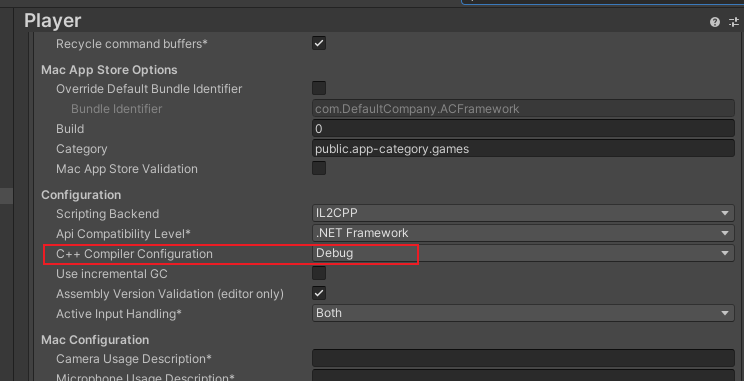 Player
Recycle command buffers*
Mac App Store Options
Override Default Bundle Identifier
Bundle Identifier com.DefaultCompany.ACFramework
Build 0
Category public.app-category.games
Mac App Store Validation
Configuration
Scripting Backend IL2CPP
Api Compatibility Level* .NET Framework
C++ Compiler Configuration Debug
Use incremental GC
Assembly Version Validation (editor only)
Active Input Handling* Both
Mac Configuration
Camera Usage Description*
Microphone Usage Description*